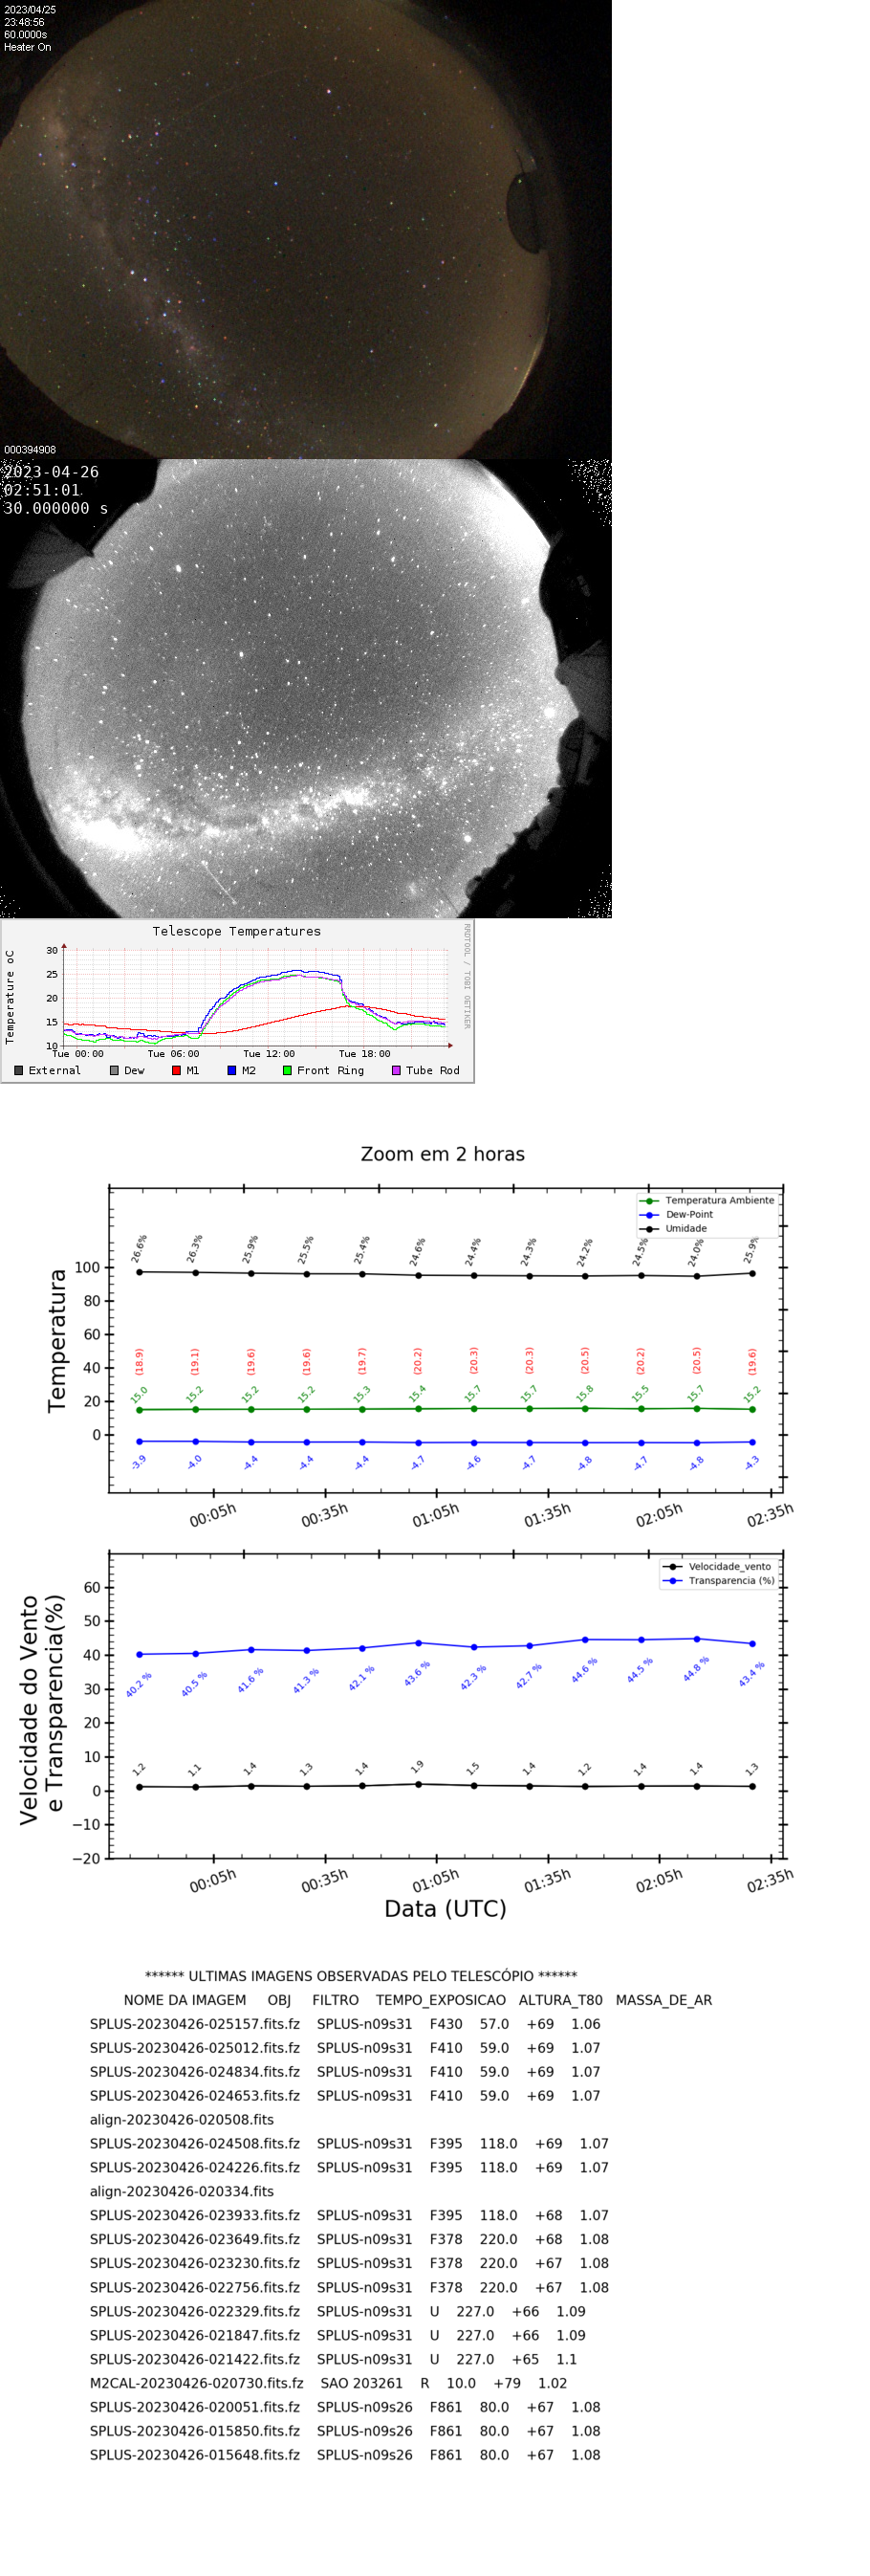 2023/04/25
23:48:56
60.0000s
Heater On
000394908
2023-04-26
02:51:01
30.000000 s
Telescope Temperatures
RRDTOOL / TOBI OETIKER
Temperature oC
30
25
20
15
10
Tue 00:00 Tue 06:00 Tue 12:00 Tue 18:00
External Dew M1 M2 Front Ring Tube Rod
Zoom em 2 horas
Temperatura Ambiente
Dew-Point
Umidade
26.6% 26.3% 25.9% 25.5% 25.4% 24.6% 24.4% 24.3% 24.2% 24.5% 24.0% 25.9%
Temperatura
100
80
60
40
20
0
(18.9) (19.1) (19.6) (19.6) (19.7) (20.2) (20.3) (20.3) (20.5) (20.2) (20.5) (19.6)
15.0 15.2 15.2 15.2 15.3 15.4 15.7 15.7 15.8 15.5 15.7 15.2
-3.9 -4.0 -4.4 -4.4 -4.4 -4.7 -4.6 -4.7 -4.8 -4.7 -4.8 -4.3
00:05h 00:35h 01:05h 01:35h 02:05h 02:35h
Velocidade_vento
Transparencia (%)
Velocidade do Vento
e Transparencia(%)
60
50
40
30
20
10
0
−10
−20
40.2 % 40.5 % 41.6 % 41.3 % 42.1 % 43.6 % 42.3 % 42.7 % 44.6 % 44.5 % 44.8 % 43.4 %
1.2 1.1 1.4 1.3 1.4 1.9 1.5 1.4 1.2 1.4 1.4 1.3
00:05h 00:35h 01:05h 01:35h 02:05h 02:35h
Data (UTC)
****** ULTIMAS IMAGENS OBSERVADAS PELO TELESCÓPIO ******
NOME DA IMAGEM OBJ FILTRO TEMPO_EXPOSICAO ALTURA_T80 MASSA_DE_AR
SPLUS-20230426-025157.fits.fz SPLUS-n09s31 F430 57.0 +69 1.06
SPLUS-20230426-025012.fits.fz SPLUS-n09s31 F410 59.0 +69 1.07
SPLUS-20230426-024834.fits.fz SPLUS-n09s31 F410 59.0 +69 1.07
SPLUS-20230426-024653.fits.fz SPLUS-n09s31 F410 59.0 +69 1.07
align-20230426-020508.fits
SPLUS-20230426-024508.fits.fz SPLUS-n09s31 F395 118.0 +69 1.07
SPLUS-20230426-024226.fits.fz SPLUS-n09s31 F395 118.0 +69 1.07
align-20230426-020334.fits
SPLUS-20230426-023933.fits.fz SPLUS-n09s31 F395 118.0 +68 1.07
SPLUS-20230426-023649.fits.fz SPLUS-n09s31 F378 220.0 +68 1.08
SPLUS-20230426-023230.fits.fz SPLUS-n09s31 F378 220.0 +67 1.08
SPLUS-20230426-022756.fits.fz SPLUS-n09s31 F378 220.0 +67 1.08
SPLUS-20230426-022329.fits.fz SPLUS-n09s31 U 227.0 +66 1.09
SPLUS-20230426-021847.fits.fz SPLUS-n09s31 U 227.0 +66 1.09
SPLUS-20230426-021422.fits.fz SPLUS-n09s31 U 227.0 +65 1.1
M2CAL-20230426-020730.fits.fz SAO 203261 R 10.0 +79 1.02
SPLUS-20230426-020051.fits.fz SPLUS-n09s26 F861 80.0 +67 1.08
SPLUS-20230426-015850.fits.fz SPLUS-n09s26 F861 80.0 +67 1.08
SPLUS-20230426-015648.fits.fz SPLUS-n09s26 F861 80.0 +67 1.08